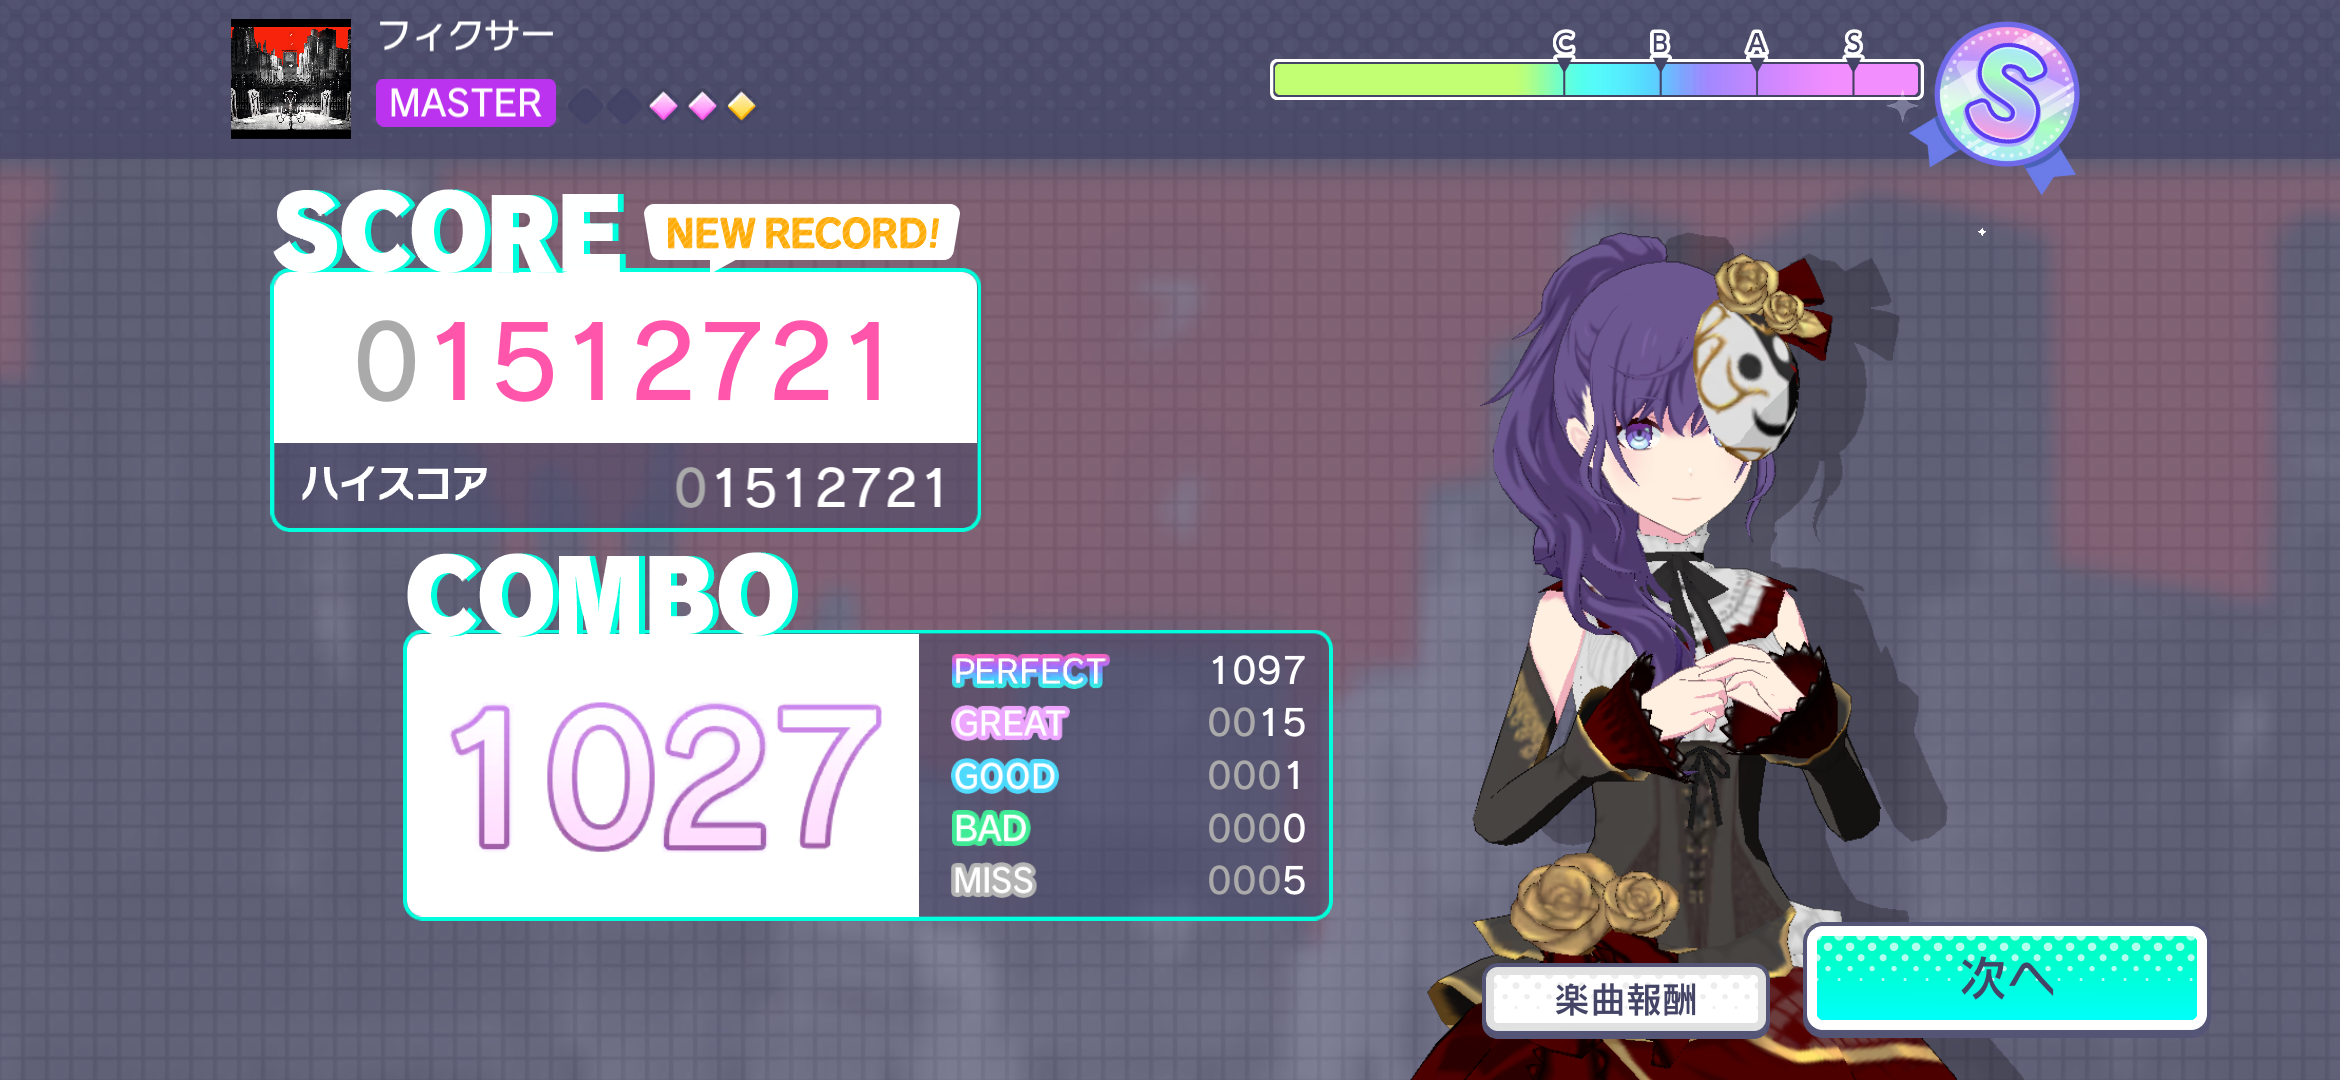 フィクサー
MASTER
C B A S
S
SCORE
NEW RECORD!
01512721
ハイスコア 01512721
COMBO
1027
PERFECT 1097
GREAT 0015
GOOD 0001
BAD 0000
MISS 0005
楽曲報酬
次へ